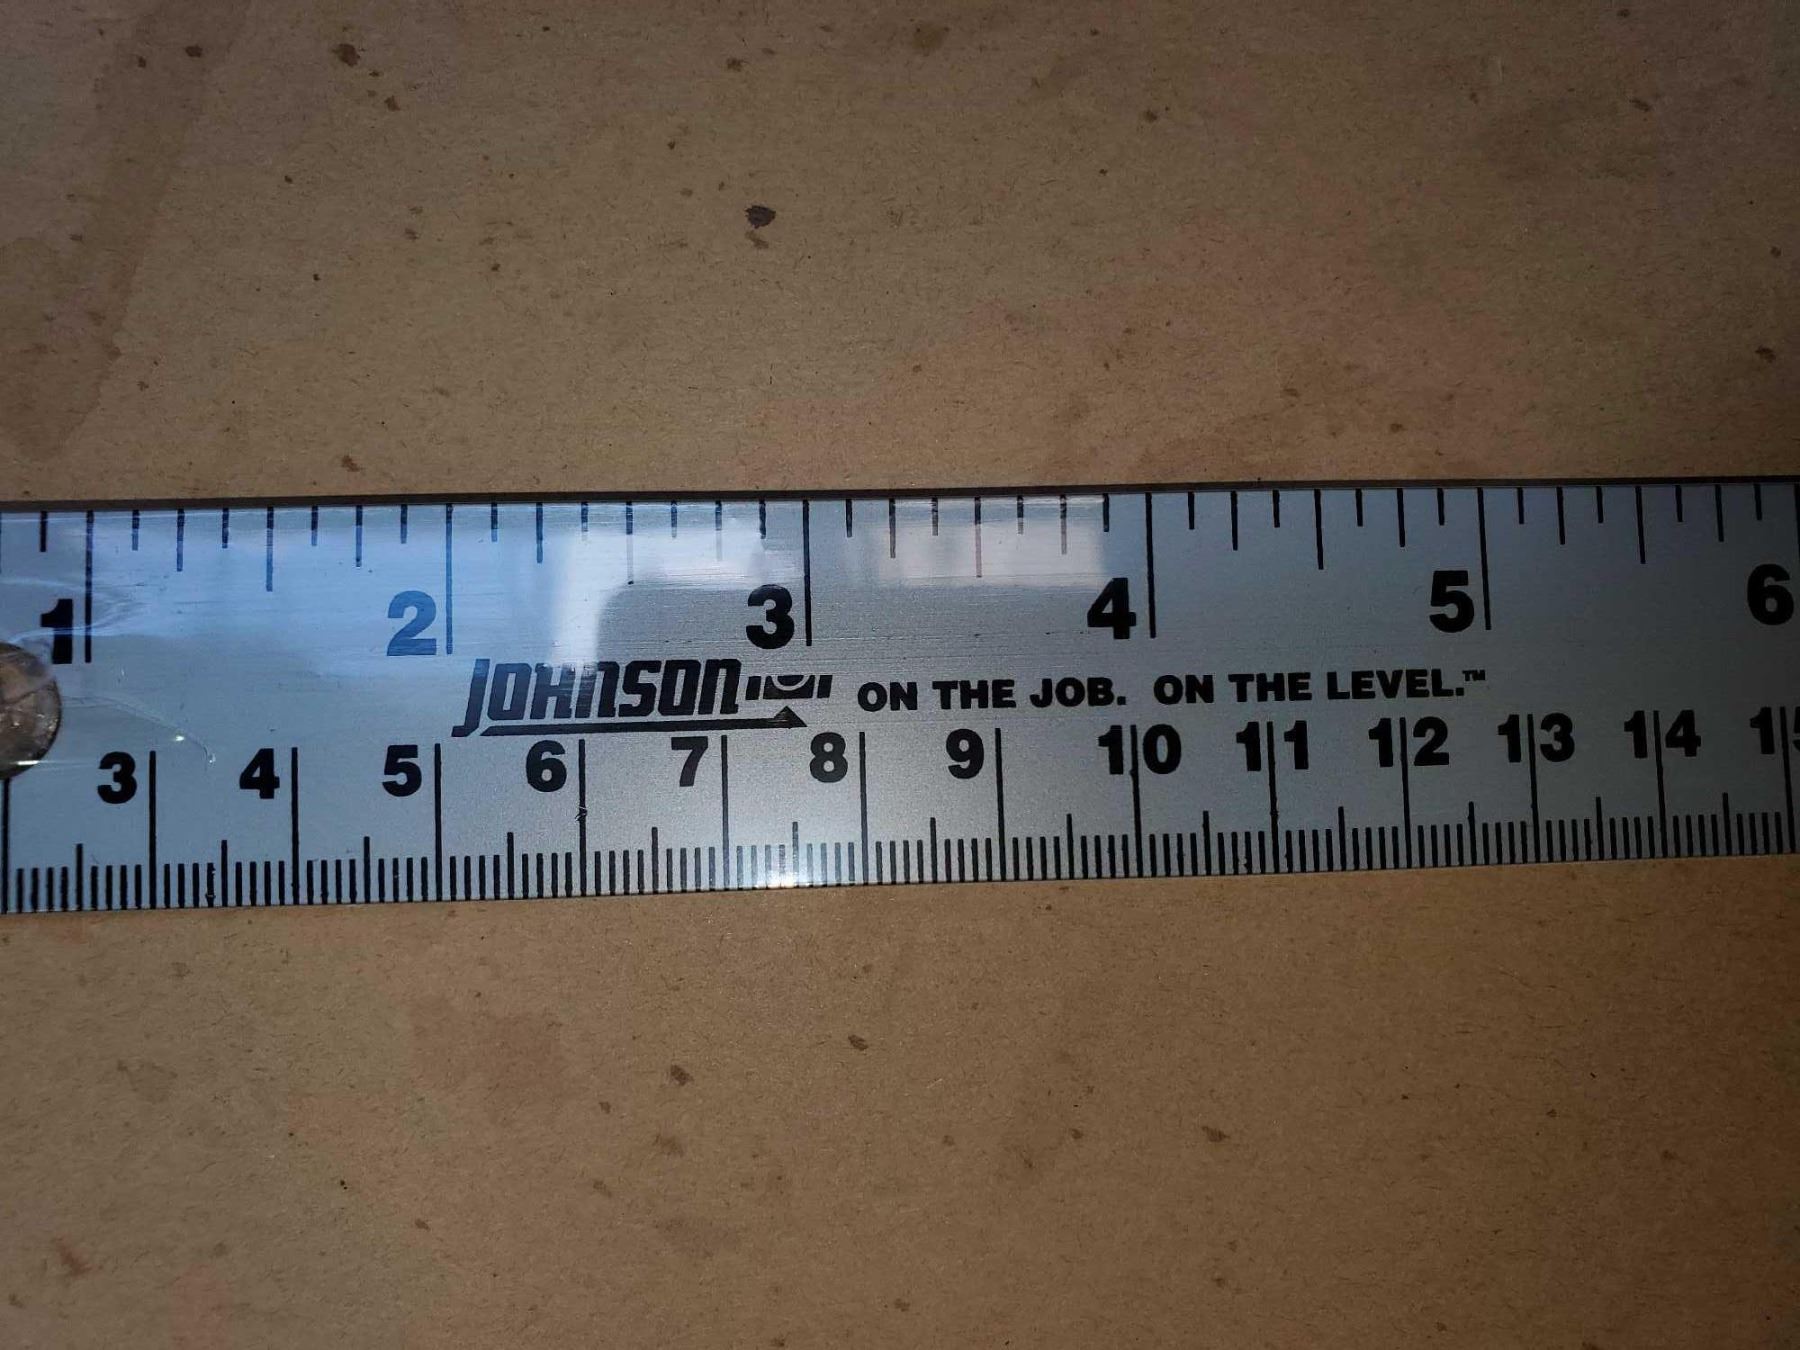 1 2 3 4 5 6
JOHNSON ON THE JOB. ON THE LEVEL.™
3 4 5 6 7 8 9 10 11 12 13 14 15